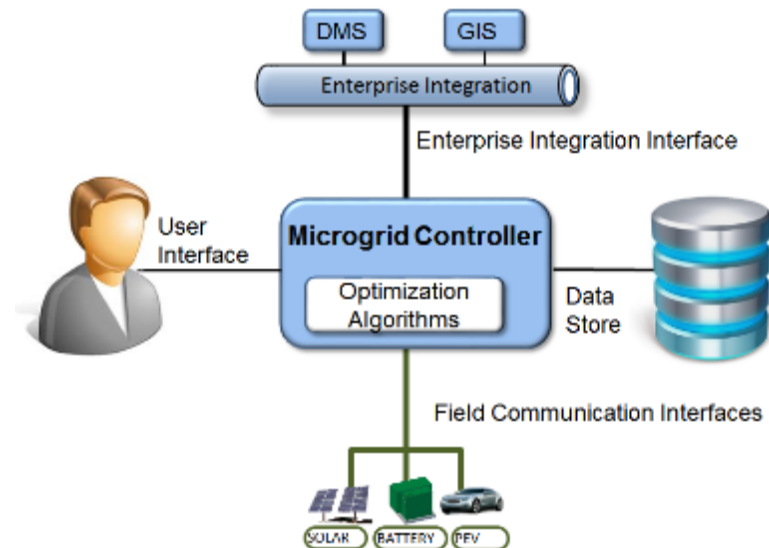 DMS
GIS
Enterprise Integration
Enterprise Integration Interface
User
Interface
Microgrid Controller
Optimization
Algorithms
Data
Store
Field Communication Interfaces
SOLAR
BATTERY
PEV